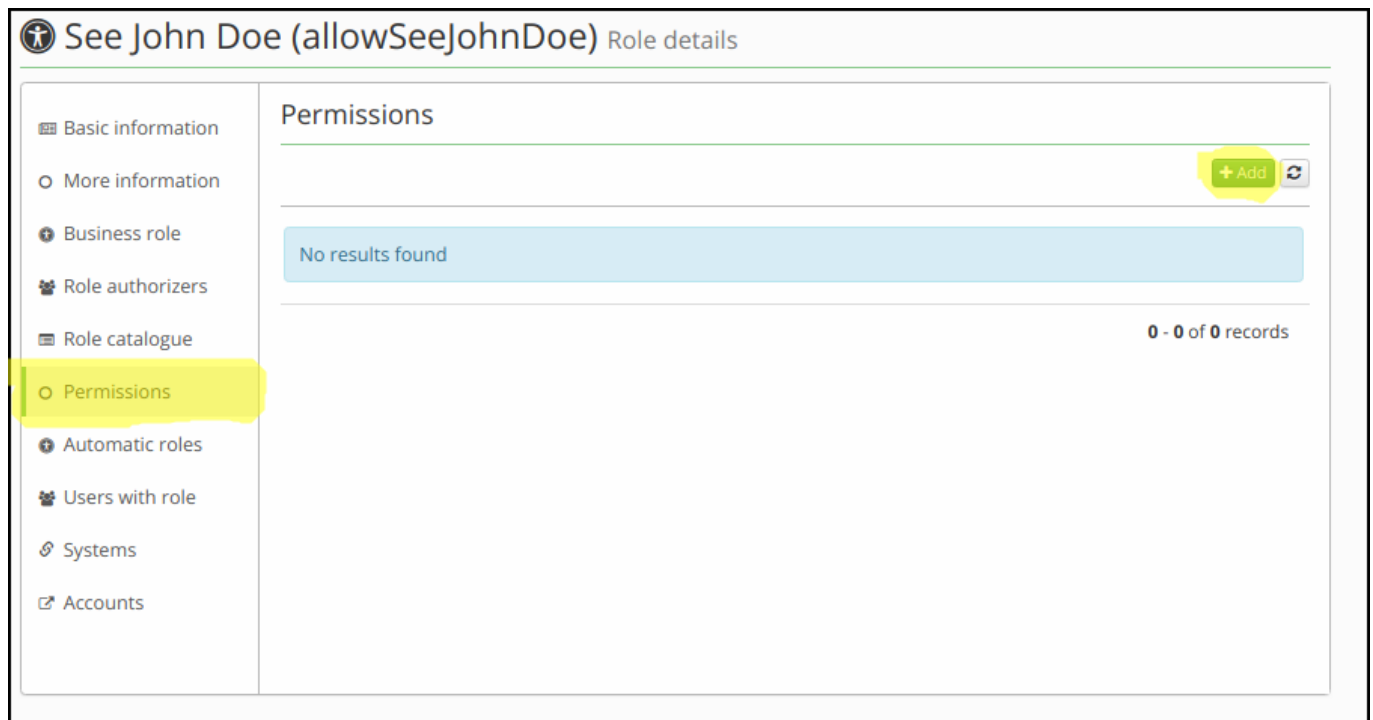 See John Doe (allowSeeJohnDoe) Role details
Basic information
More information
Business role
Role authorizers
Role catalogue
Permissions
Automatic roles
Users with role
Systems
Accounts
Permissions
+ Add
No results found
0 - 0 of 0 records